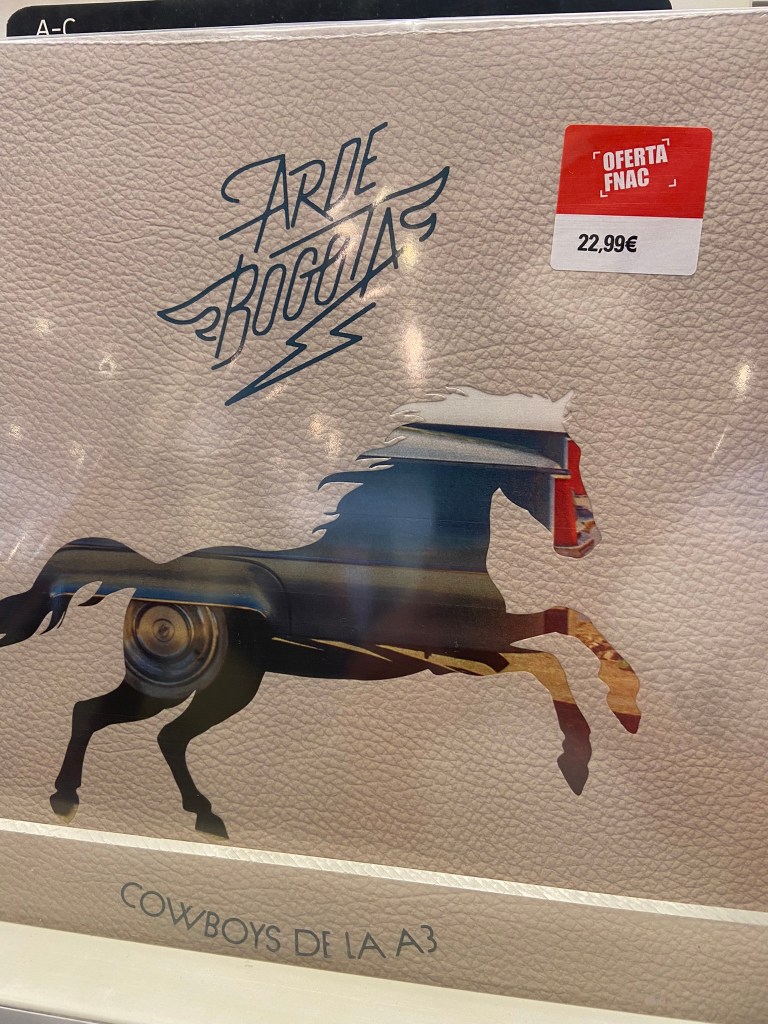 A-C
ARDE
BOGOTA
OFERTA
FNAC
22,99€
COWBOYS DE LA A3